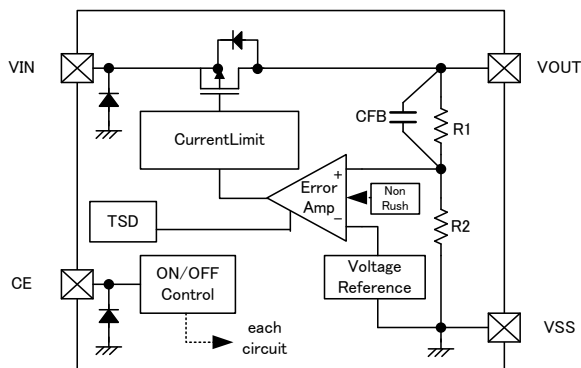 VIN
VOUT
CFB
R1
CurrentLimit
+
Error
Amp
−
Non
Rush
TSD
R2
CE
ON/OFF
Control
Voltage
Reference
each
circuit
VSS